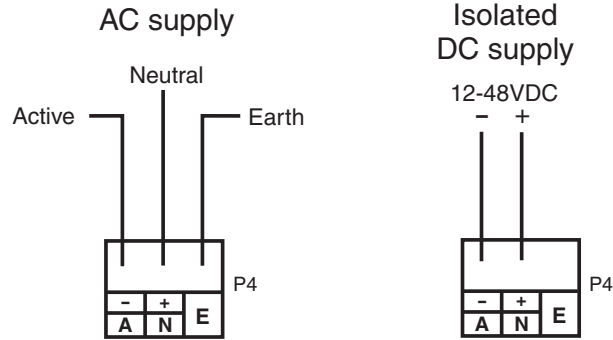 AC supply
Neutral
Active
Earth
P4
− +
A N E
Isolated
DC supply
12-48VDC
− +
P4
− +
A N E